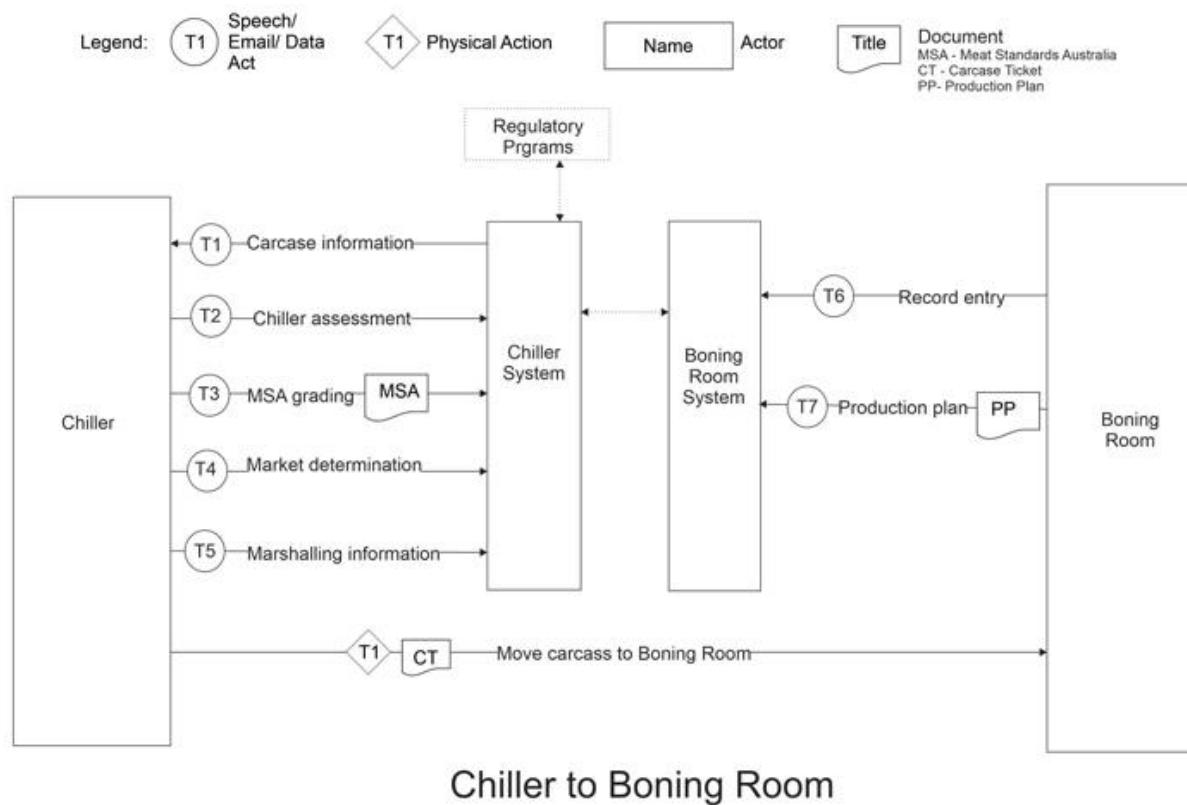 Legend:
T1
Speech/
Email/ Data
Act
T1
Physical Action
Name
Actor
Title
Document
MSA - Meat Standards Australia
CT - Carcase Ticket
PP- Production Plan
Regulatory
Prgrams
Chiller
T1
Carcase information
T2
Chiller assessment
T3
MSA grading
MSA
T4
Market determination
T5
Marshalling information
Chiller
System
Boning
Room
System
T6
Record entry
T7
Production plan
PP
Boning
Room
T1
CT
Move carcass to Boning Room
Chiller to Boning Room